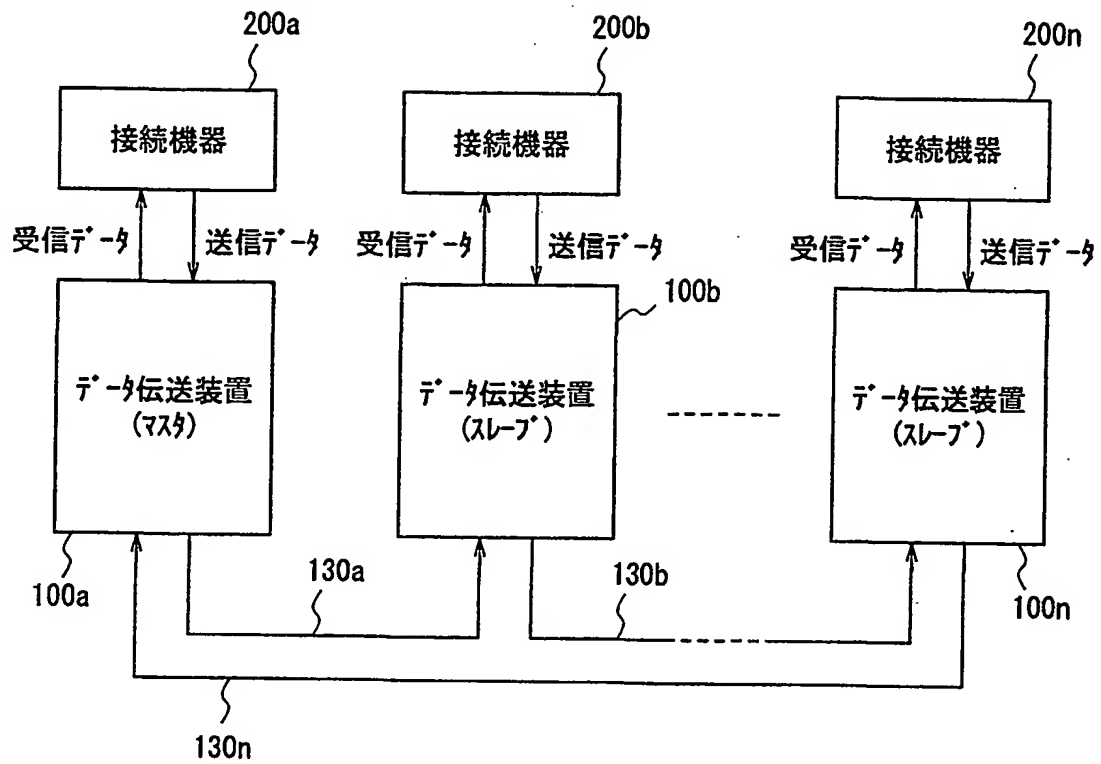 200a
200b
200n
接続機器
接続機器
接続機器
受信データ
送信データ
受信データ
送信データ
受信データ
送信データ
100b
データ伝送装置
(マスタ)
データ伝送装置
(スレーブ)
データ伝送装置
(スレーブ)
100a
130a
130b
100n
130n